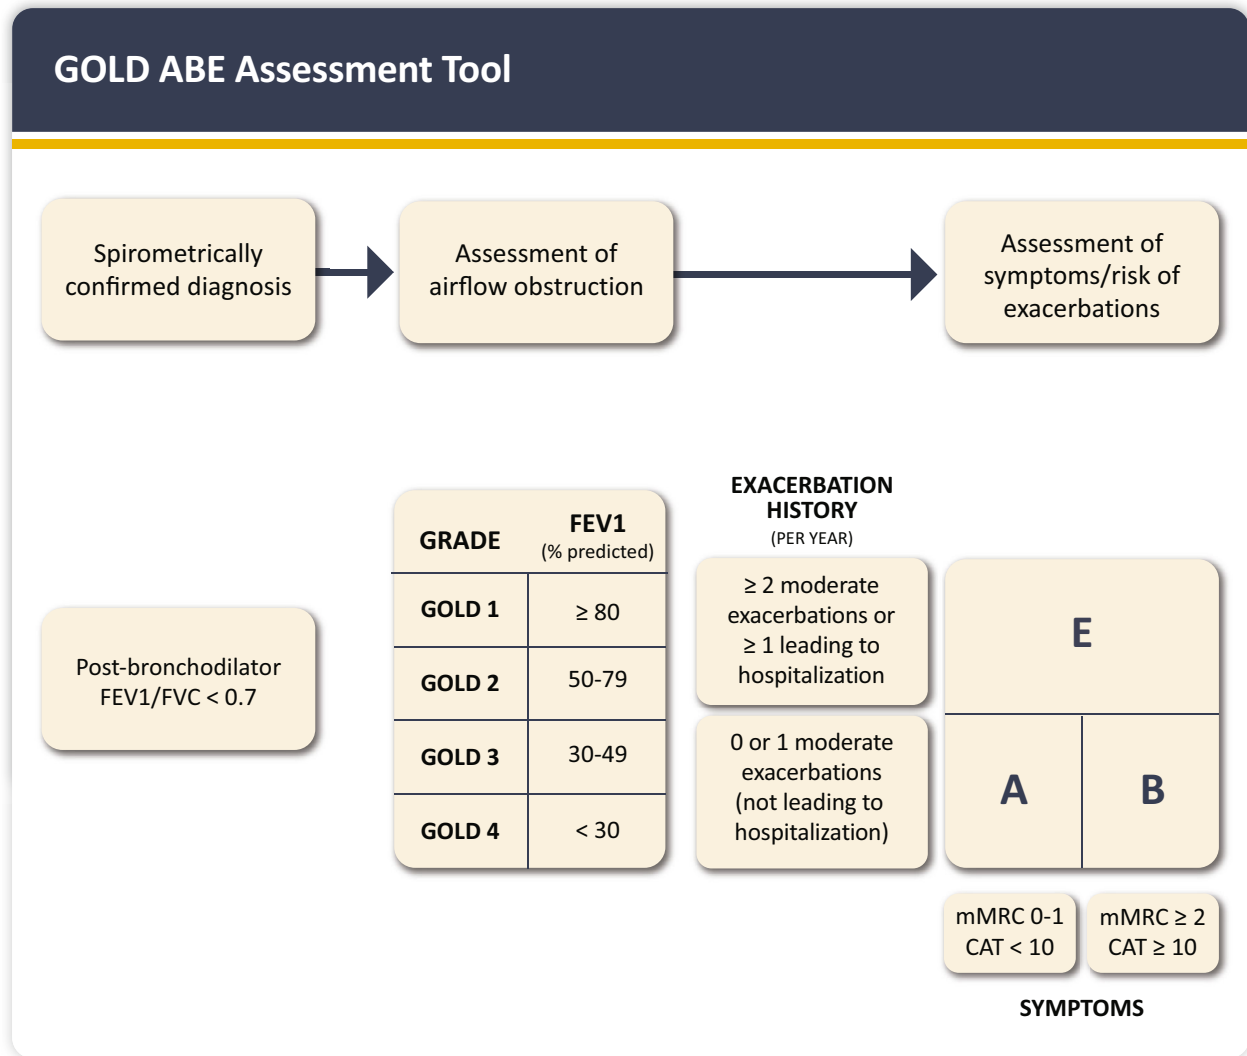 GOLD ABE Assessment Tool
Spirometrically
confirmed diagnosis
Assessment of
airflow obstruction
Assessment of
symptoms/risk of
exacerbations
Post-bronchodilator
FEV1/FVC < 0.7
GRADE
FEV1
(% predicted)
GOLD 1
≥ 80
GOLD 2
50-79
GOLD 3
30-49
GOLD 4
< 30
EXACERBATION
HISTORY
(PER YEAR)
≥ 2 moderate
exacerbations or
≥ 1 leading to
hospitalization
0 or 1 moderate
exacerbations
(not leading to
hospitalization)
E
A
B
mMRC 0-1
CAT < 10
mMRC ≥ 2
CAT ≥ 10
SYMPTOMS